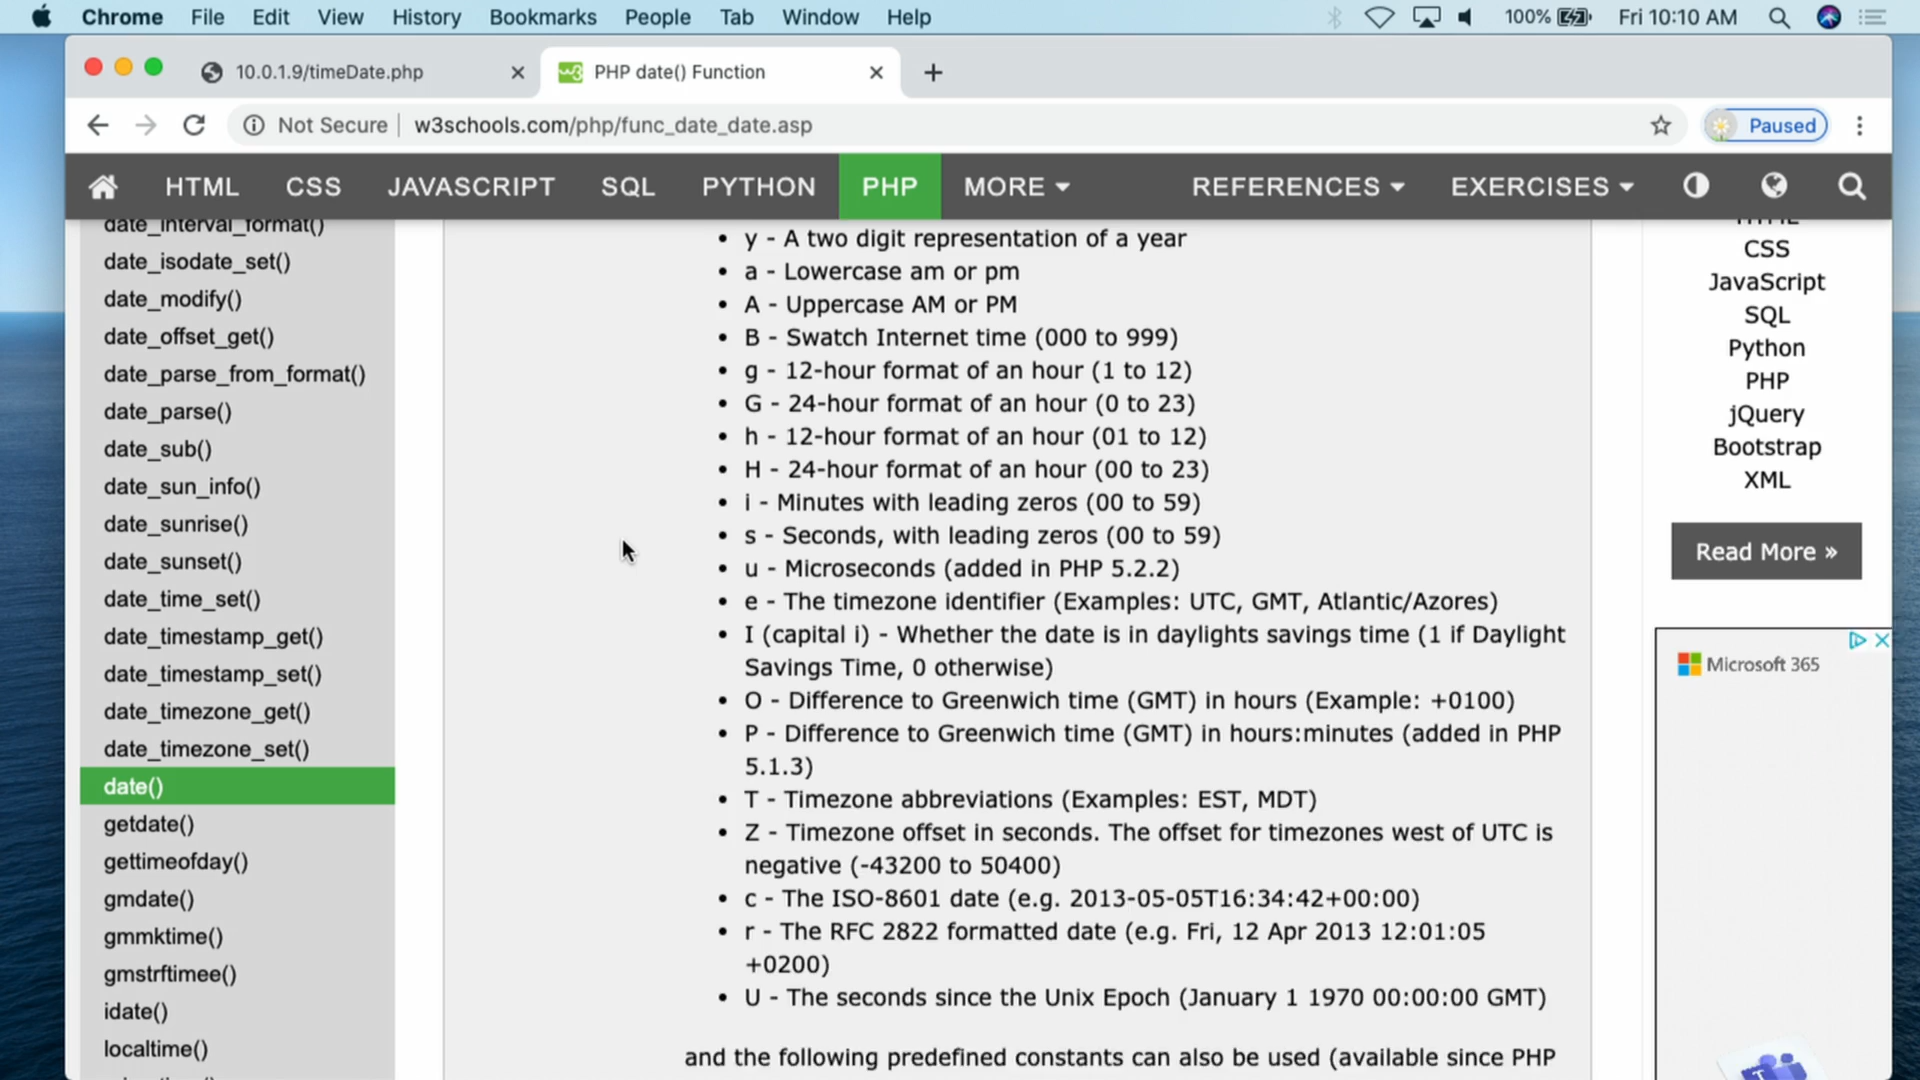 Chrome File Edit View History Bookmarks People Tab Window Help 100% Fri 10:10 AM
10.0.1.9/timeDate.php PHP date() Function
Not Secure w3schools.com/php/func_date_date.asp Paused
HTML CSS JAVASCRIPT SQL PYTHON PHP MORE REFERENCES EXERCISES
date_interval_format()
date_isodate_set()
date_modify()
date_offset_get()
date_parse_from_format()
date_parse()
date_sub()
date_sun_info()
date_sunrise()
date_sunset()
date_time_set()
date_timestamp_get()
date_timestamp_set()
date_timezone_get()
date_timezone_set()
date()
getdate()
gettimeofday()
gmdate()
gmmktime()
gmstrftimee()
idate()
localtime()
• y - A two digit representation of a year
• a - Lowercase am or pm
• A - Uppercase AM or PM
• B - Swatch Internet time (000 to 999)
• g - 12-hour format of an hour (1 to 12)
• G - 24-hour format of an hour (0 to 23)
• h - 12-hour format of an hour (01 to 12)
• H - 24-hour format of an hour (00 to 23)
• i - Minutes with leading zeros (00 to 59)
• s - Seconds, with leading zeros (00 to 59)
• u - Microseconds (added in PHP 5.2.2)
• e - The timezone identifier (Examples: UTC, GMT, Atlantic/Azores)
• I (capital i) - Whether the date is in daylights savings time (1 if Daylight
Savings Time, 0 otherwise)
• O - Difference to Greenwich time (GMT) in hours (Example: +0100)
• P - Difference to Greenwich time (GMT) in hours:minutes (added in PHP
5.1.3)
• T - Timezone abbreviations (Examples: EST, MDT)
• Z - Timezone offset in seconds. The offset for timezones west of UTC is
negative (-43200 to 50400)
• c - The ISO-8601 date (e.g. 2013-05-05T16:34:42+00:00)
• r - The RFC 2822 formatted date (e.g. Fri, 12 Apr 2013 12:01:05
+0200)
• U - The seconds since the Unix Epoch (January 1 1970 00:00:00 GMT)
and the following predefined constants can also be used (available since PHP
HTML
CSS
JavaScript
SQL
Python
PHP
jQuery
Bootstrap
XML
Read More »
Microsoft 365
T